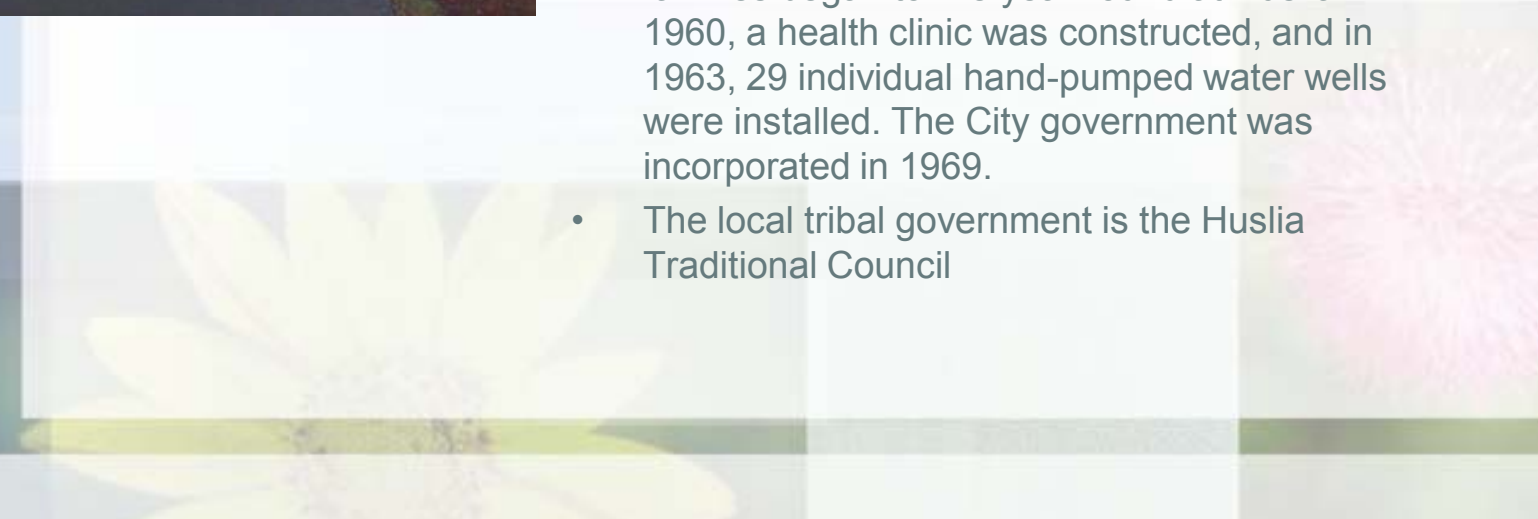 1960, a health clinic was constructed, and in
1963, 29 individual hand-pumped water wells
were installed. The City government was
incorporated in 1969.
• The local tribal government is the Huslia
Traditional Council